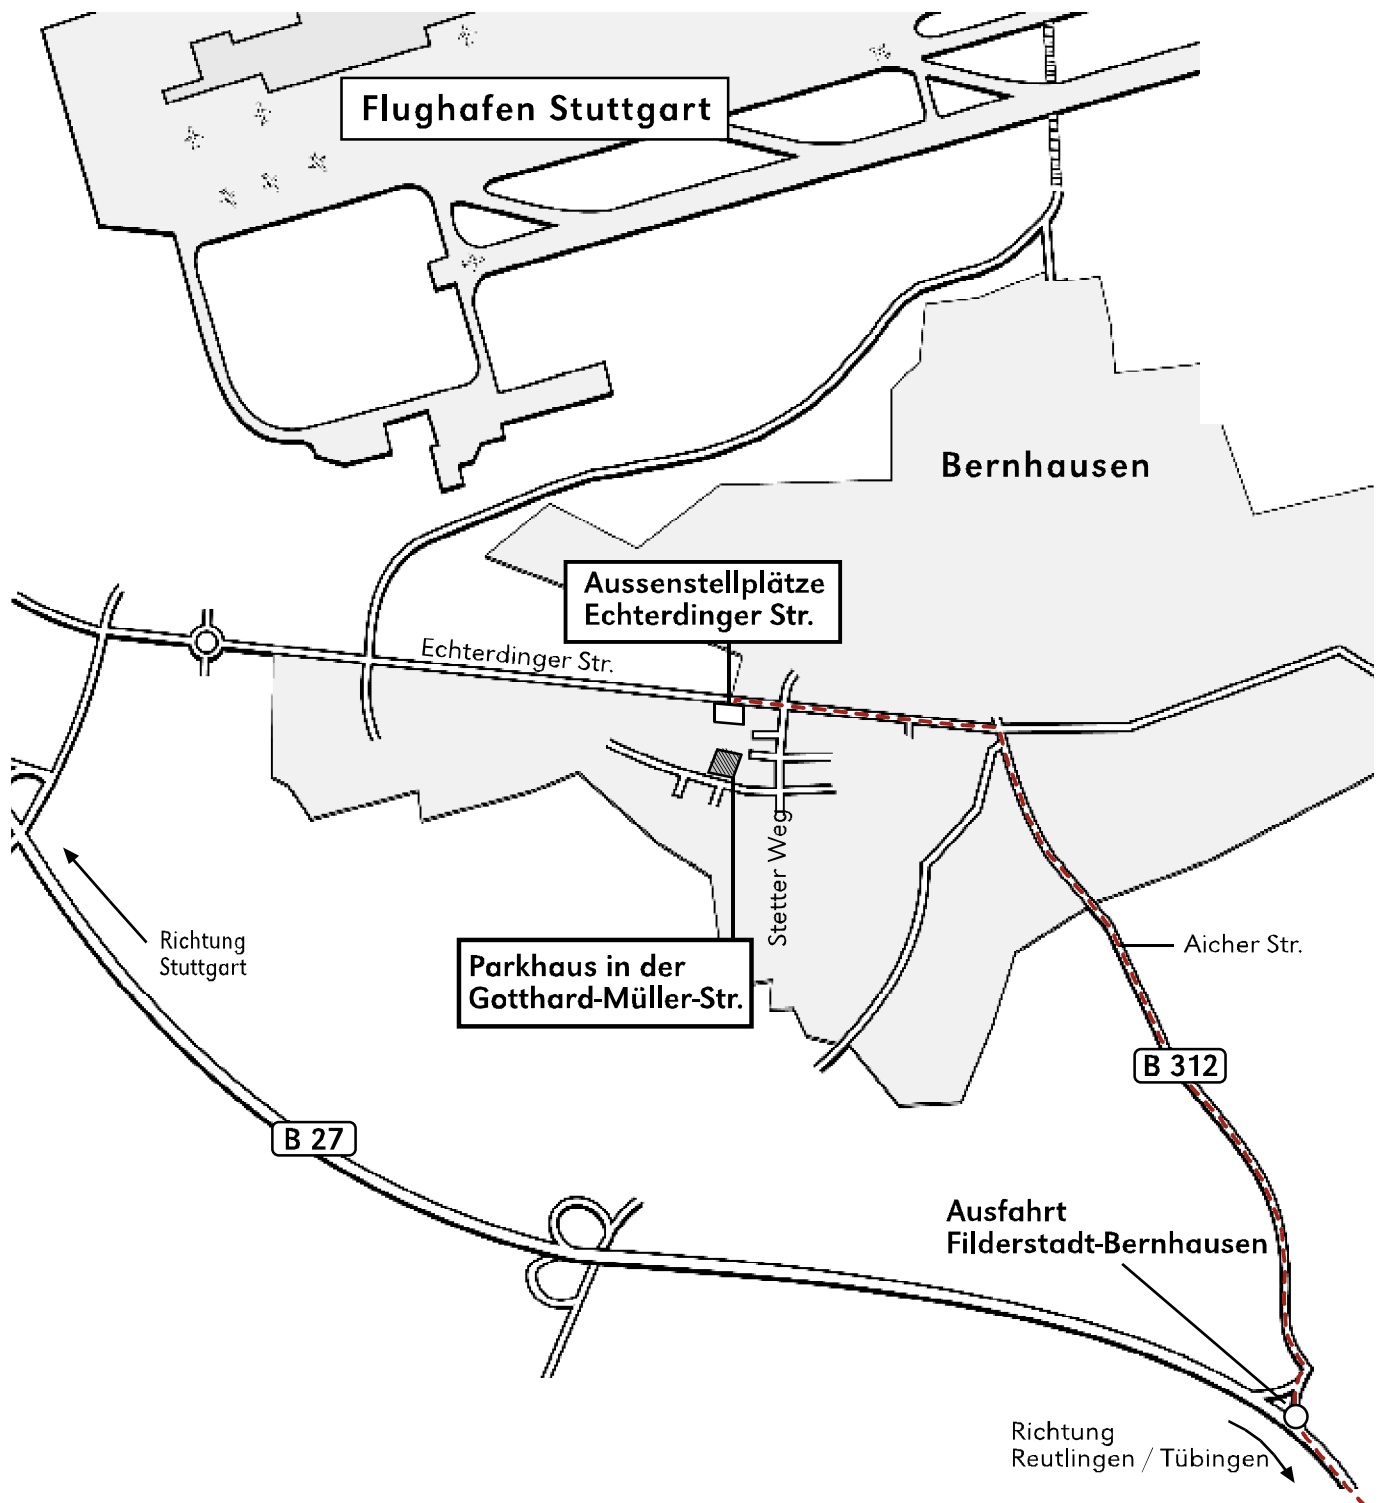 Flughafen Stuttgart
Bernhausen
Aussenstellplätze
Echterdinger Str.
Echterdinger Str.
Stetter Weg
Richtung
Stuttgart
Parkhaus in der
Gotthard-Müller-Str.
Aicher Str.
B 312
B 27
Ausfahrt
Filderstadt-Bernhausen
Richtung
Reutlingen / Tübingen